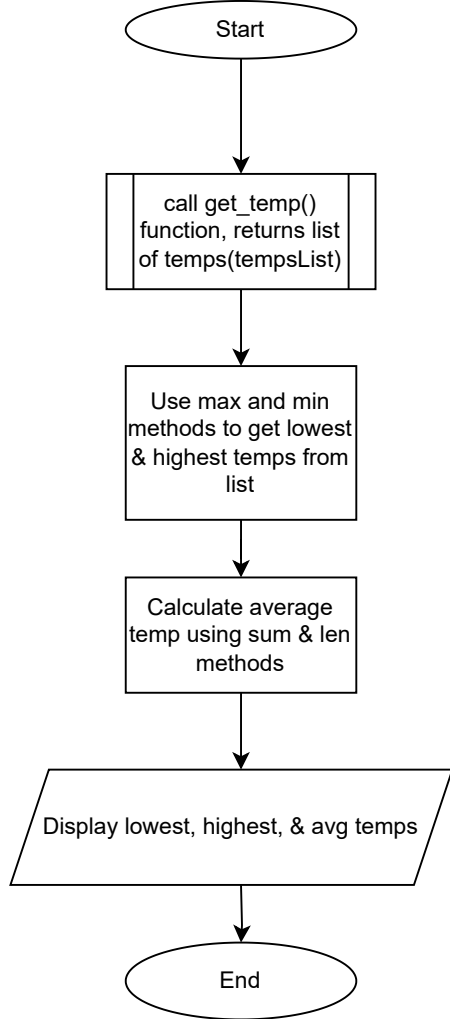 Start
call get_temp()
function, returns list
of temps(tempsList)
Use max and min
methods to get lowest
& highest temps from
list
Calculate average
temp using sum & len
methods
Display lowest, highest, & avg temps
End